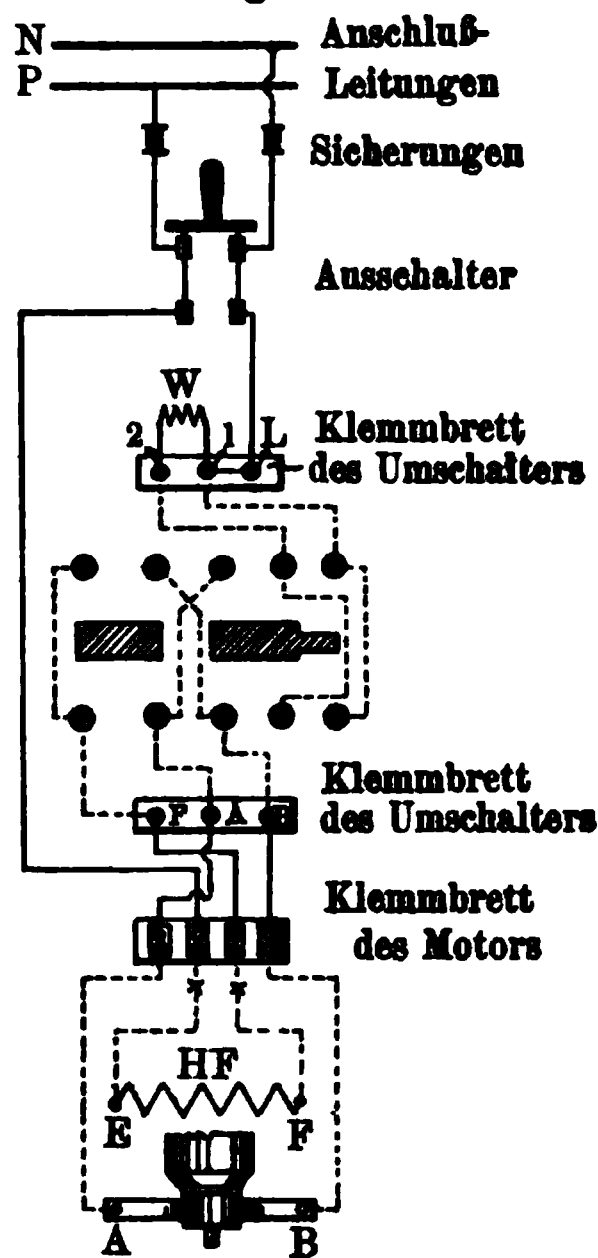 N
Anschluß-
P
Leitungen
Sicherungen
Ausschalter
W
2 1 L
Klemmbrett
des Umschalters
Klemmbrett
des Umschalters
F A B
Klemmbrett
des Motors
HF
E F
A B